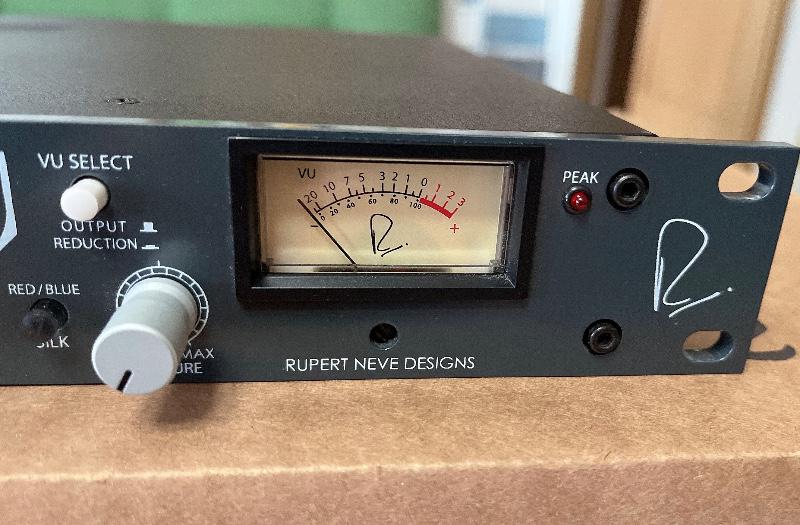 VU SELECT
OUTPUT
REDUCTION
RED/BLUE
SILK
MAX
URE
VU
20 10 7 5 3 2 1 0 1 2 3
0 20 40 60 80 100
- +
R.
PEAK
R.
RUPERT NEVE DESIGNS